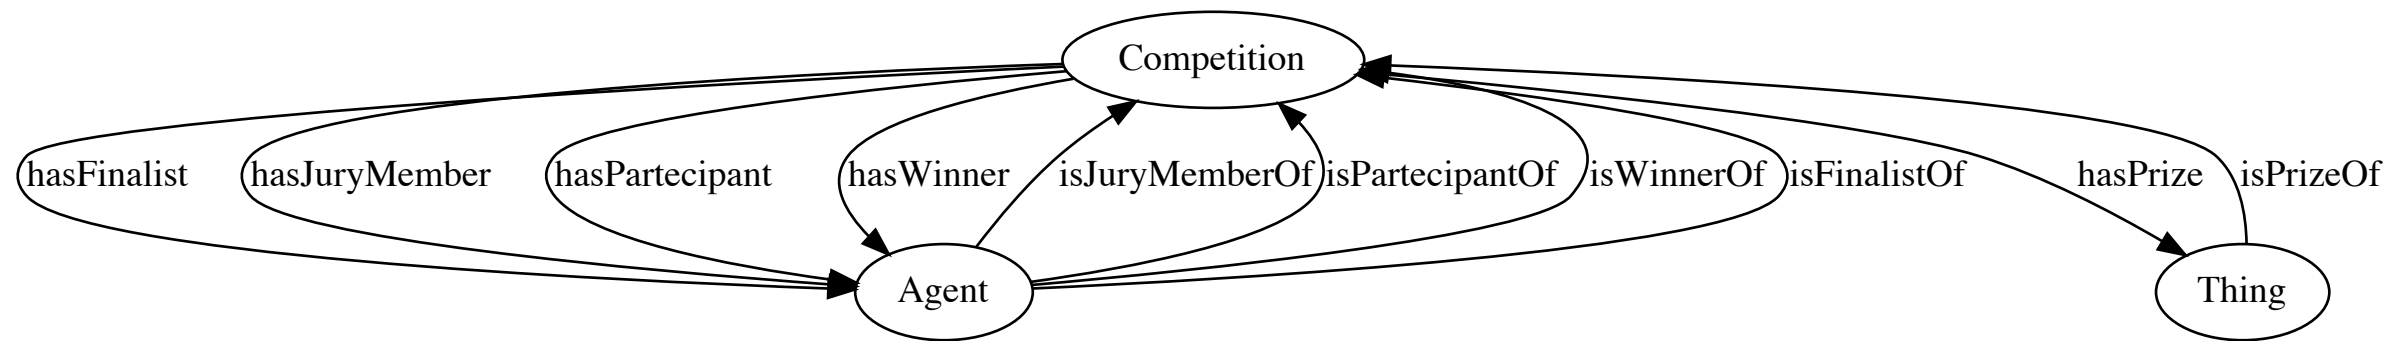 Competition
hasFinalist
hasJuryMember
hasPartecipant
hasWinner
isJuryMemberOf
isPartecipantOf
isWinnerOf
isFinalistOf
hasPrize
isPrizeOf
Agent
Thing